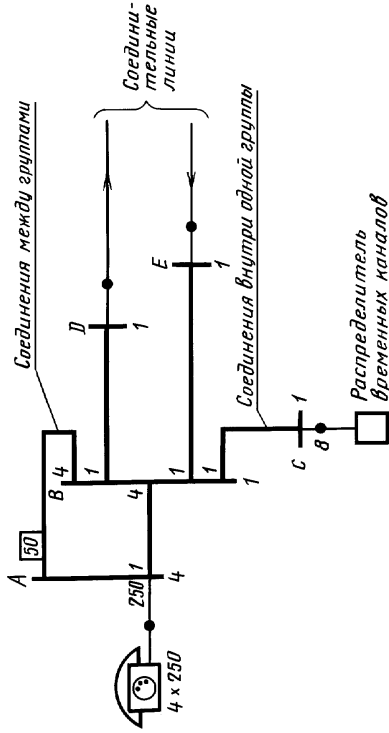 Соединения между группами
Соедини-
тельные
линии
50
A
B
4
D
1
1
E
1
250
1
4
4
1
1
1
Соединения внутри одной группы
4 × 250
C
1
8
Распределитель
временных каналов